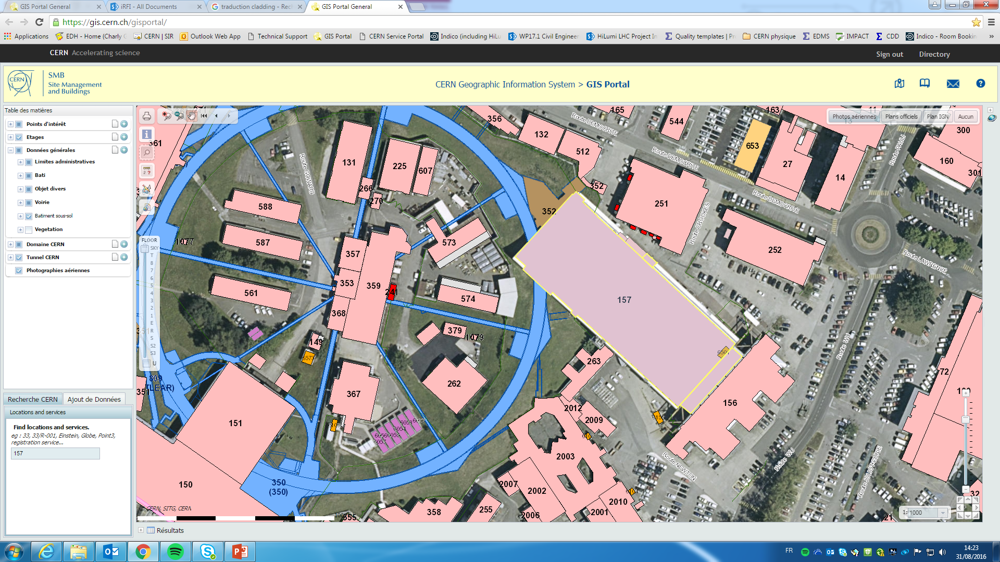 GIS Portal General
iRFI - All Documents
traduction cladding - Rec
GIS Portal General
https://gis.cern.ch/gisportal/
Applications
EDH - Home (Charly
CERN | SIR
Outlook Web App
Technical Support
GIS Portal
CERN Service Portal
Indico (including HiLu
WP17.1 Civil Engineer
HiLumi LHC Project In
Quality templates | Pr
CERN physique
EDMS
IMPACT
CDD
Indico - Room Bookin
»
CERN Accelerating science
Sign out
Directory
CERN
SMB
Site Management
and Buildings
CERN Geographic Information System > GIS Portal
Table des matières
Points d'intérêt
Etages
Données générales
Limites administratives
Bati
Objet divers
Voirie
Batiment sous-sol
Vegetation
Domaine CERN
Tunnel CERN
Photographies aériennes
Recherche CERN
Ajout de Données
Locations and services
Find locations and services.
eg : 33, 33/R-001, Einstein, Globe, Point3,
registration service...
157
Photos aériennes
Plans officiels
Plan IGN
Aucun
FLOOR
SKY
T
8
7
6
5
4
3
2
1
E
R
S
S2
S3
U
361
356
165
163
11
544
300
132
512
653
27
14
160
301
131
225
607
266
270
352
352
251
252
588
587
561
1077
573
357
353
359
368
241
574
379
1079
149
6573
262
367
263
157
156
72
2012
2009
2003
2007
2002
2006
2001
2010
358
255
355
151
150
350
(350)
809
(TLEAR)
351
32
21
6056
6057
6052
6054
6053
Route GOWARD
Route DEMOCRITE
Route DEMOCRITE
Route DEMOCRITE
Route CROOKES
Route PAULI
Route LAWRENCE
Route WU
Route WU
Route NEWTON
Route JOLIOT-CURIE
© CERN, SITG, CERN
1: 1000
Résultats
FR
14:23
31/08/2016